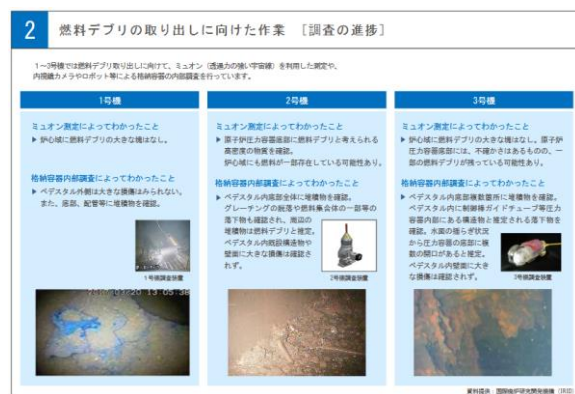 2 燃料デブリの取り出しに向けた作業 [調査の進捗]
1~3号機では燃料デブリ取り出しに向けて、ミュオン(透過力の強い宇宙線)を利用した測定や、
内視鏡カメラやロボット等による格納容器の内部調査を行っています。
1号機
ミュオン測定によってわかったこと
▶ 炉心域に燃料デブリの大きな塊はなし。
格納容器内部調査によってわかったこと
▶ ペデスタル外側は大きな損傷はみられない。
また、底部、配管等に堆積物を確認。
1号機調査装置
2号機
ミュオン測定によってわかったこと
▶ 原子炉圧力容器底部に燃料デブリと考えられる
高密度の物質を確認。
炉心域にも燃料が一部存在している可能性あり。
格納容器内部調査によってわかったこと
▶ ペデスタル内底部全体に堆積物を確認。
グレーチングの脱落や燃料集合体の一部等の
落下物も確認され、周辺の
堆積物は燃料デブリと推定。
ペデスタル内既設構造物や
壁面に大きな損傷は確認さ
れず。
2号機調査装置
3号機
ミュオン測定によってわかったこと
▶ 炉心域に燃料デブリの大きな塊はなし。原子炉
圧力容器底部には、不確かさはあるものの、一
部の燃料デブリが残っている可能性あり。
格納容器内部調査によってわかったこと
▶ ペデスタル内底部複数箇所に堆積物を確認。
ペデスタル内に制御棒ガイドチューブ等圧力
容器内部にある構造物と推定される落下物を
確認。水面の揺らぎ状況
から圧力容器の底部に複
数の開口があると推定。
ペデスタル内壁面に大き
な損傷は確認されず。
3号機調査装置
資料提供:国際廃炉研究開発機構(IRID)